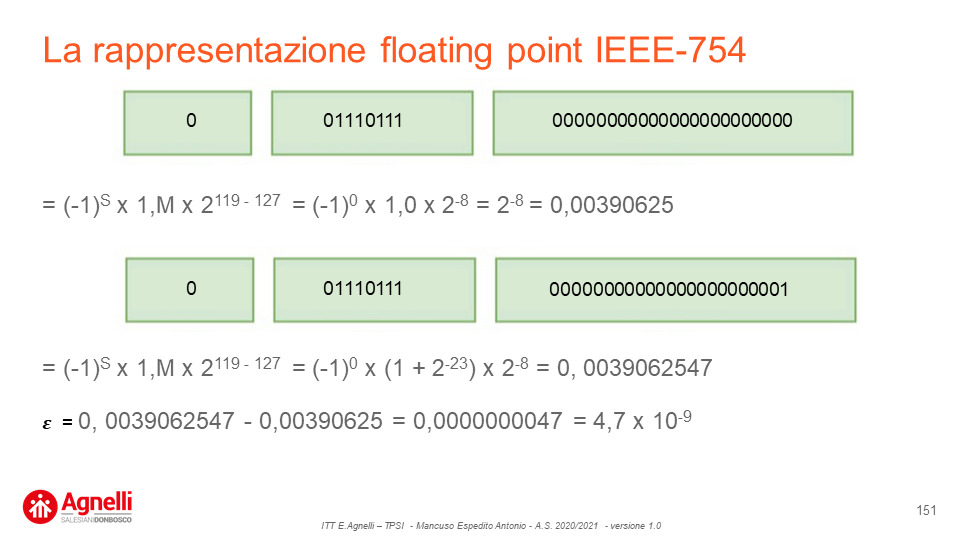 La rappresentazione floating point IEEE-754
0 01110111 00000000000000000000000
= (-1)^S x 1,M x 2^119 - 127 = (-1)^0 x 1,0 x 2^-8 = 2^-8 = 0,00390625
0 01110111 00000000000000000000001
= (-1)^S x 1,M x 2^119 - 127 = (-1)^0 x (1 + 2^-23) x 2^-8 = 0, 0039062547
ε = 0, 0039062547 - 0,00390625 = 0,0000000047 = 4,7 x 10^-9
Agnelli
SALESIANI DONBOSCO
151
ITT E.Agnelli – TPSI - Mancuso Espedito Antonio - A.S. 2020/2021 - versione 1.0